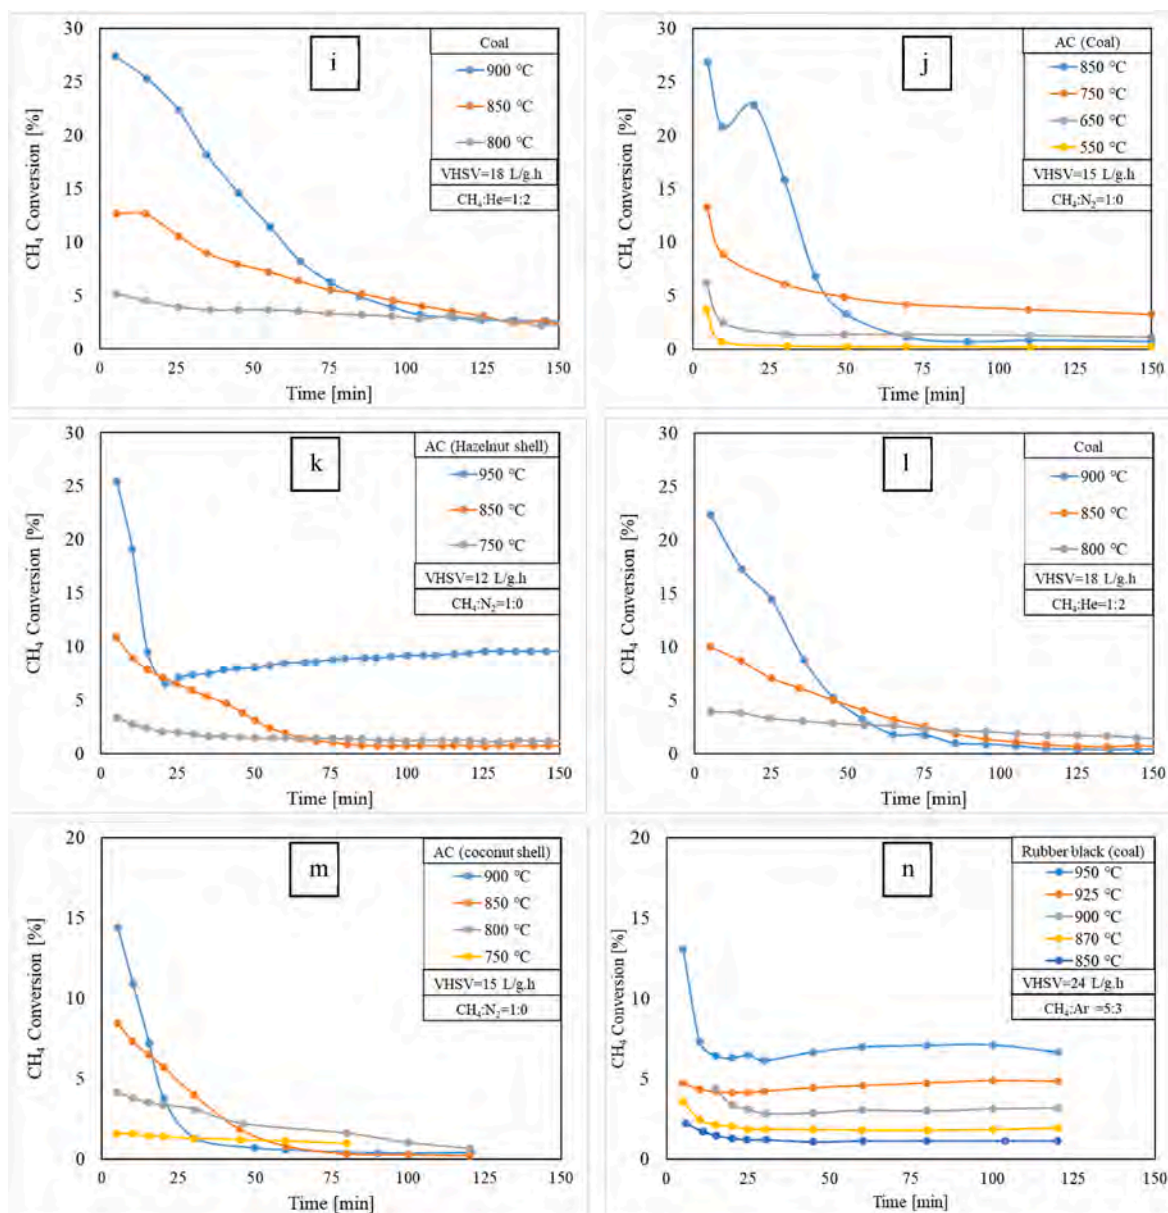 i
Coal
900 °C
850 °C
800 °C
VHSV=18 L/g.h
CH₄:He=1:2
CH₄ Conversion [%]
30
25
20
15
10
5
0
0 25 50 75 100 125 150
Time [min]
j
AC (Coal)
850 °C
750 °C
650 °C
550 °C
VHSV=15 L/g.h
CH₄:N₂=1:0
CH₄ Conversion [%]
30
25
20
15
10
5
0
0 25 50 75 100 125 150
Time [min]
k
AC (Hazelnut shell)
950 °C
850 °C
750 °C
VHSV=12 L/g.h
CH₄:N₂=1:0
CH₄ Conversion [%]
30
25
20
15
10
5
0
0 25 50 75 100 125 150
Time [min]
l
Coal
900 °C
850 °C
800 °C
VHSV=18 L/g.h
CH₄:He=1:2
CH₄ Conversion [%]
30
25
20
15
10
5
0
0 25 50 75 100 125 150
Time [min]
m
AC (coconut shell)
900 °C
850 °C
800 °C
750 °C
VHSV=15 L/g.h
CH₄:N₂=1:0
CH₄ Conversion [%]
20
15
10
5
0
0 25 50 75 100 125 150
Time [min]
n
Rubber black (coal)
950 °C
925 °C
900 °C
870 °C
850 °C
VHSV=24 L/g.h
CH₄:Ar =5:3
CH₄ Conversion [%]
20
15
10
5
0
0 25 50 75 100 125 150
Time [min]